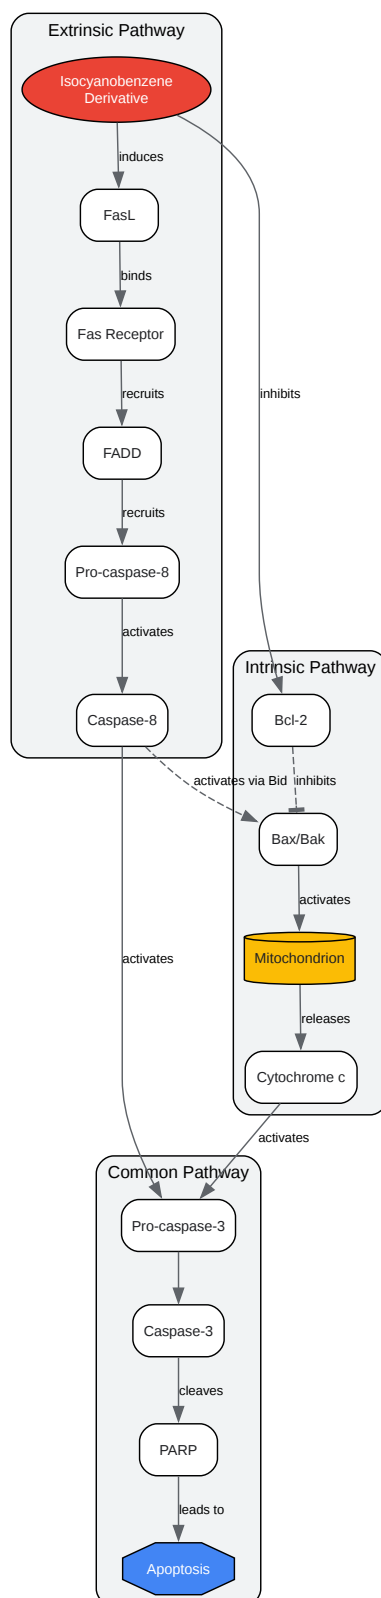 Extrinsic Pathway
Isocyanobenzene
Derivative
induces
FasL
binds
Fas Receptor
recruits
inhibits
FADD
recruits
Pro-caspase-8
activates
Intrinsic Pathway
Caspase-8
Bcl-2
activates via Bid
inhibits
Bax/Bak
activates
activates
Mitochondrion
releases
Cytochrome c
activates
Common Pathway
Pro-caspase-3
Caspase-3
cleaves
PARP
leads to
Apoptosis